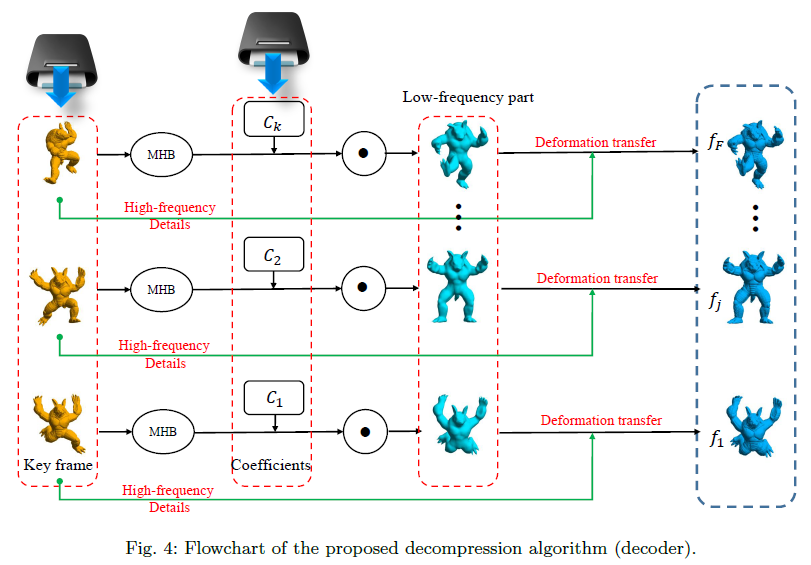 Low-frequency part
C_k
MHB
Deformation transfer
f_F
High-frequency
Details
C_2
MHB
Deformation transfer
f_j
High-frequency
Details
C_1
MHB
Deformation transfer
f_1
Key frame
Coefficients
High-frequency
Details
Fig. 4: Flowchart of the proposed decompression algorithm (decoder).